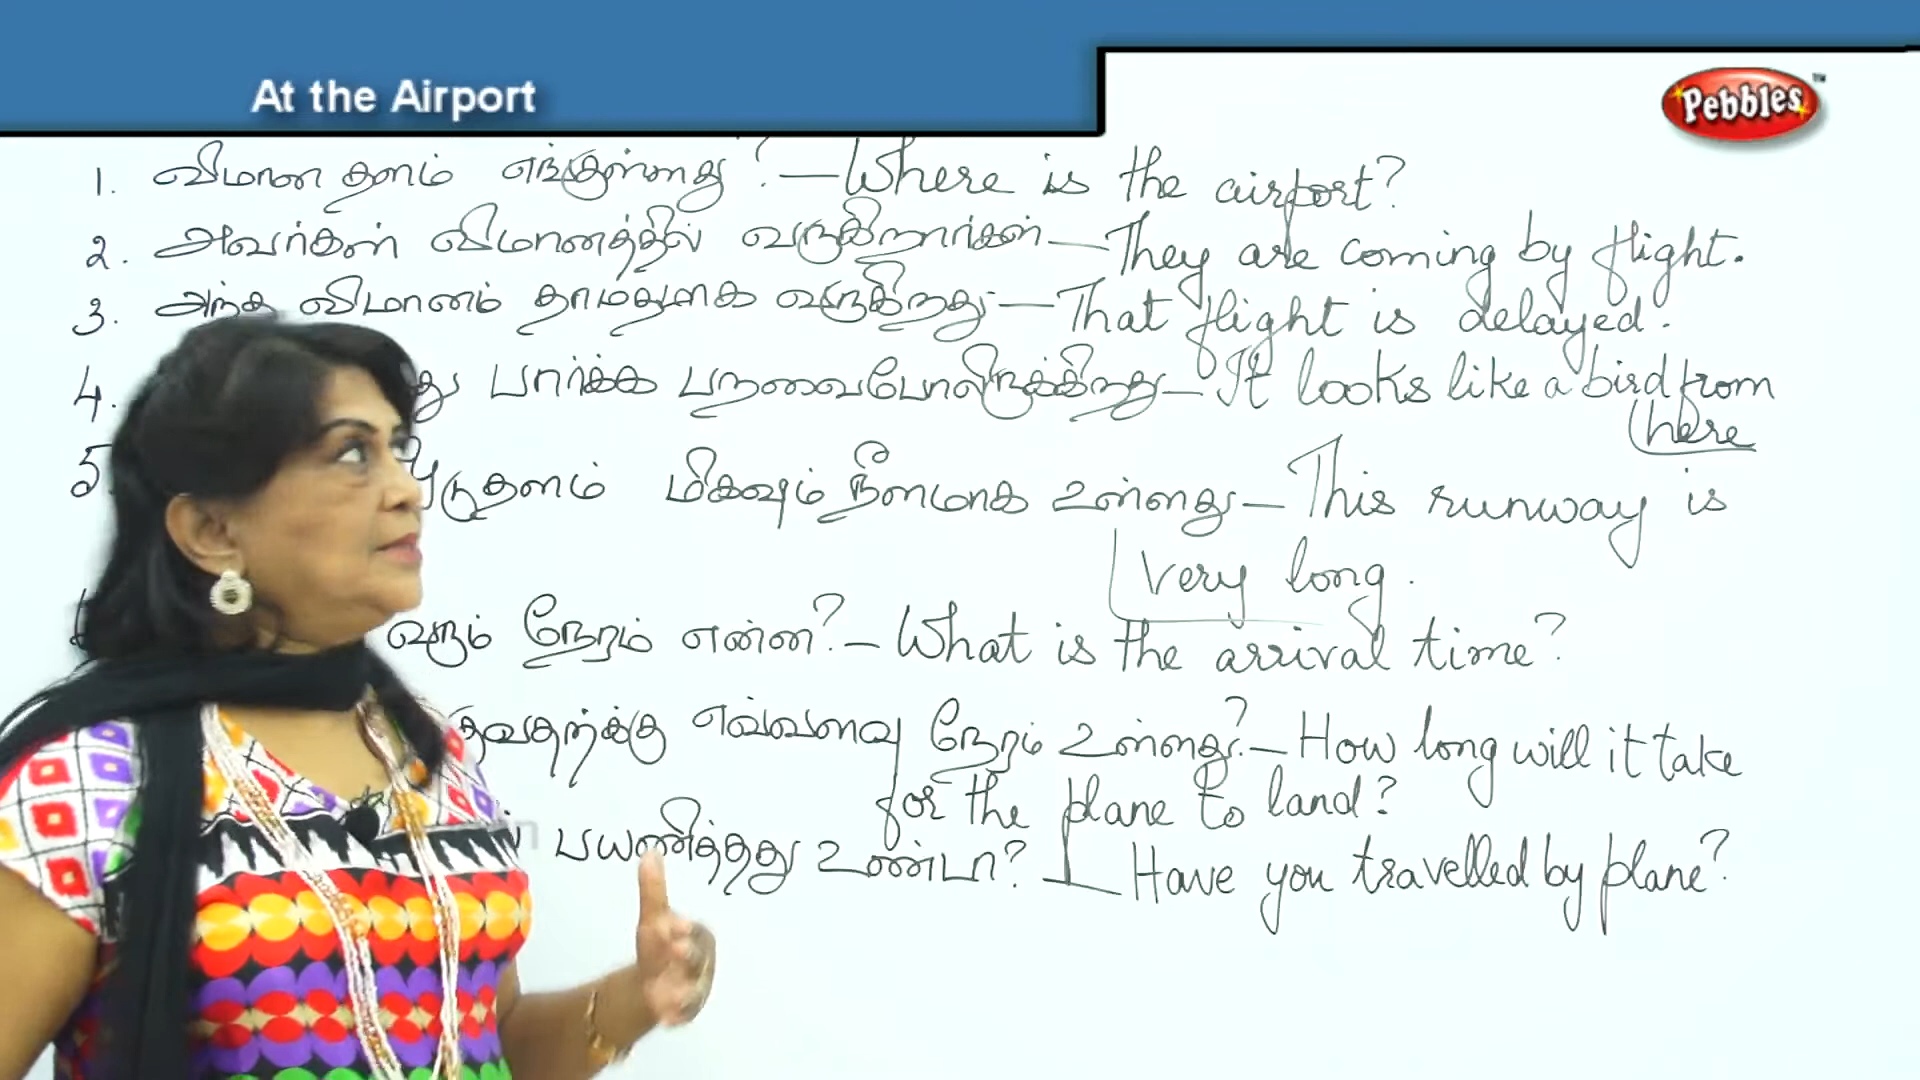 At the Airport
Pebbles™
1. விமான தளம் எங்குள்ளது? — Where is the airport?
2. அவர்கள் விமானத்தில் வருகிறார்கள் — They are coming by flight.
3. அந்த விமானம் தாமதமாக வருகிறது — That flight is delayed.
4. து பார்க்க பறவைபோலிருக்கிறது — It looks like a bird from
here
5. டுதளம் மிகவும் நீளமாக உள்ளது — This runway is
very long.
வரும் நேரம் என்ன? — What is the arrival time?
குவதற்க்கு எவ்வளவு நேரம் உள்ளது? — How long will it take
for the plane to land?
பயணித்தது உண்டா? — Have you travelled by plane?